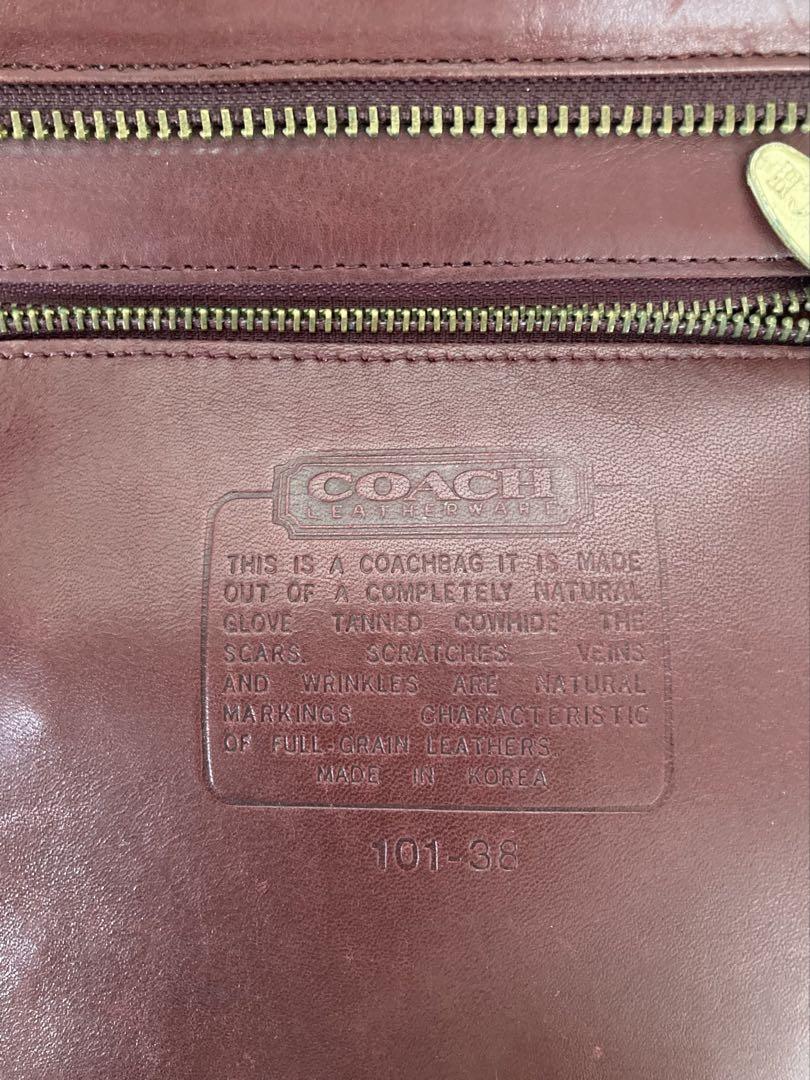 COACH
LEATHERWARE
THIS IS A COACHBAG IT IS MADE
OUT OF A COMPLETELY NATURAL
GLOVE TANNED COWHIDE THE
SCARS, SCRATCHES, VEINS
AND WRINKLES ARE NATURAL
MARKINGS CHARACTERISTIC
OF FULL-GRAIN LEATHERS.
MADE IN KOREA
101-38